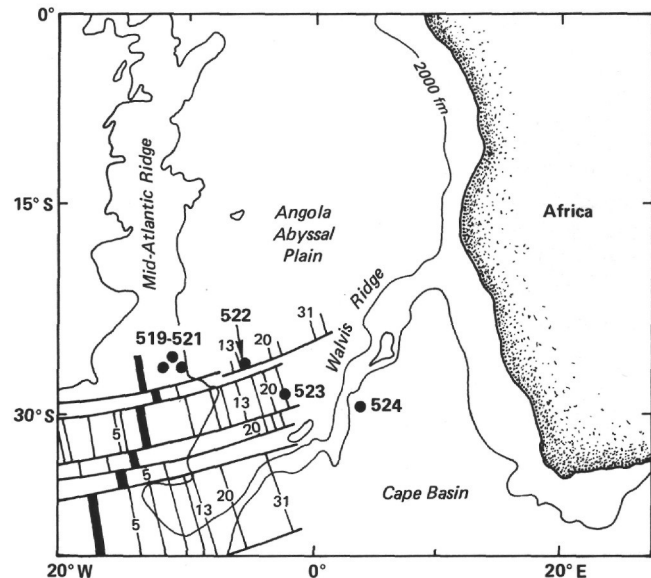 0°
2000 fm
Mid-Atlantic Ridge
15°S
Angola
Abyssal
Plain
Africa
Walvis Ridge
31
522
519-521
20
13
20
523
13
524
30°S
5
20
5
31
13
20
5
Cape Basin
20°W
0°
20°E